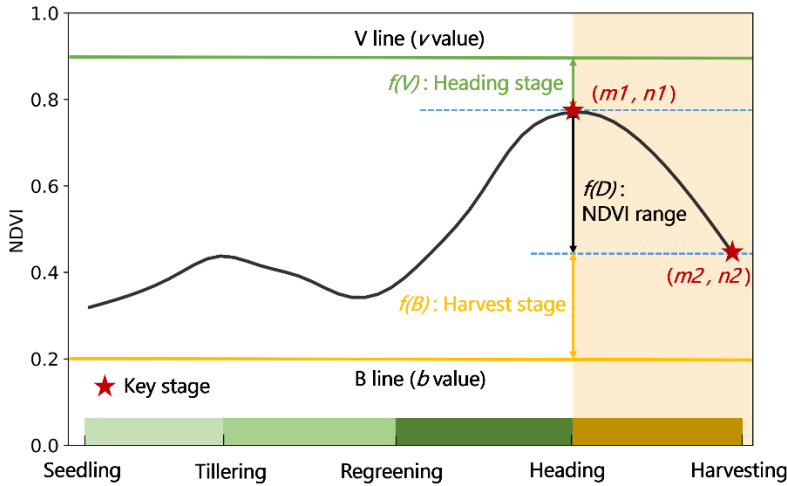 1.0
V line (v value)
f(V) : Heading stage
(m1 , n1)
0.8
0.6
f(D) :
NDVI range
NDVI
0.4
(m2 , n2)
f(B) : Harvest stage
0.2
B line (b value)
Key stage
0.0
Seedling Tillering Regreening Heading Harvesting